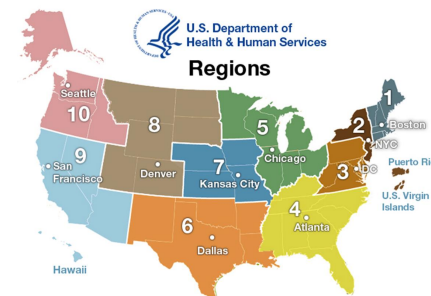 U.S. Department of
Health & Human Services
Regions
Seattle
10
9
San
Francisco
8
Denver
7
Kansas City
6
Dallas
5
Chicago
4
Atlanta
3
DC
2
NYC
1
Boston
Puerto Ri
U.S. Virgin
Islands
Hawaii